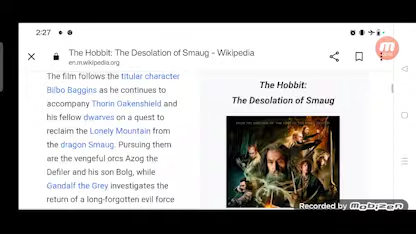 2:27
The Hobbit: The Desolation of Smaug - Wikipedia
en.m.wikipedia.org
The film follows the titular character
Bilbo Baggins as he continues to
accompany Thorin Oakenshield and
his fellow dwarves on a quest to
reclaim the Lonely Mountain from
the dragon Smaug. Pursuing them
are the vengeful orcs Azog the
Defiler and his son Bolg, while
Gandalf the Grey investigates the
return of a long-forgotten evil force
The Hobbit:
The Desolation of Smaug
Recorded by
Mobizen